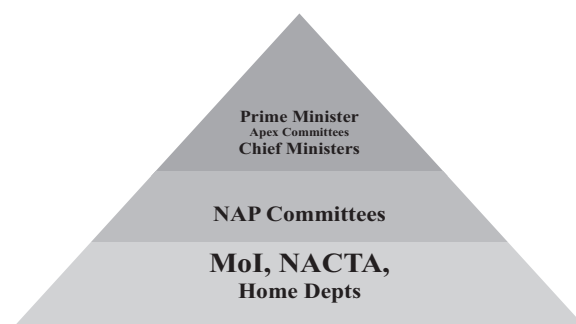 Prime Minister
Apex Committees
Chief Ministers
NAP Committees
MoI, NACTA,
Home Depts